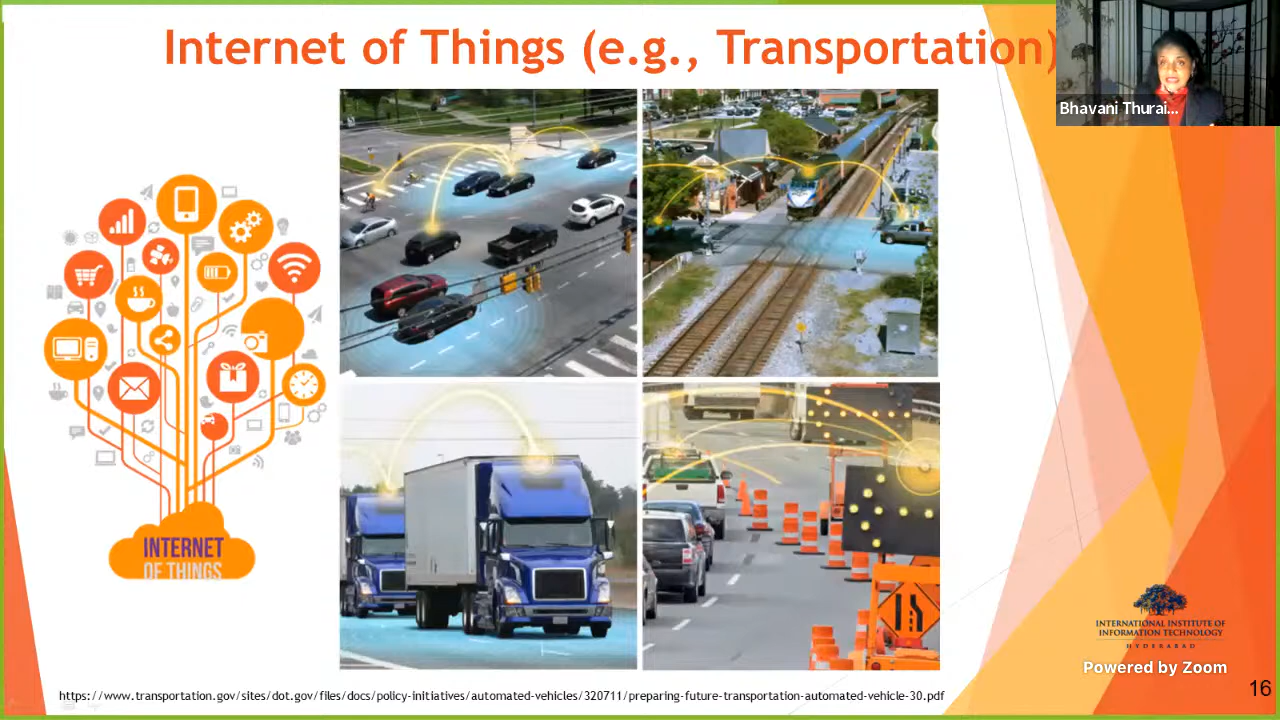 Internet of Things (e.g., Transportation)
Bhavani Thurai...
INTERNET
OF THINGS
INTERNATIONAL INSTITUTE OF
INFORMATION TECHNOLOGY
HYDERABAD
Powered by Zoom
https://www.transportation.gov/sites/dot.gov/files/docs/policy-initiatives/automated-vehicles/320711/preparing-future-transportation-automated-vehicle-30.pdf
16